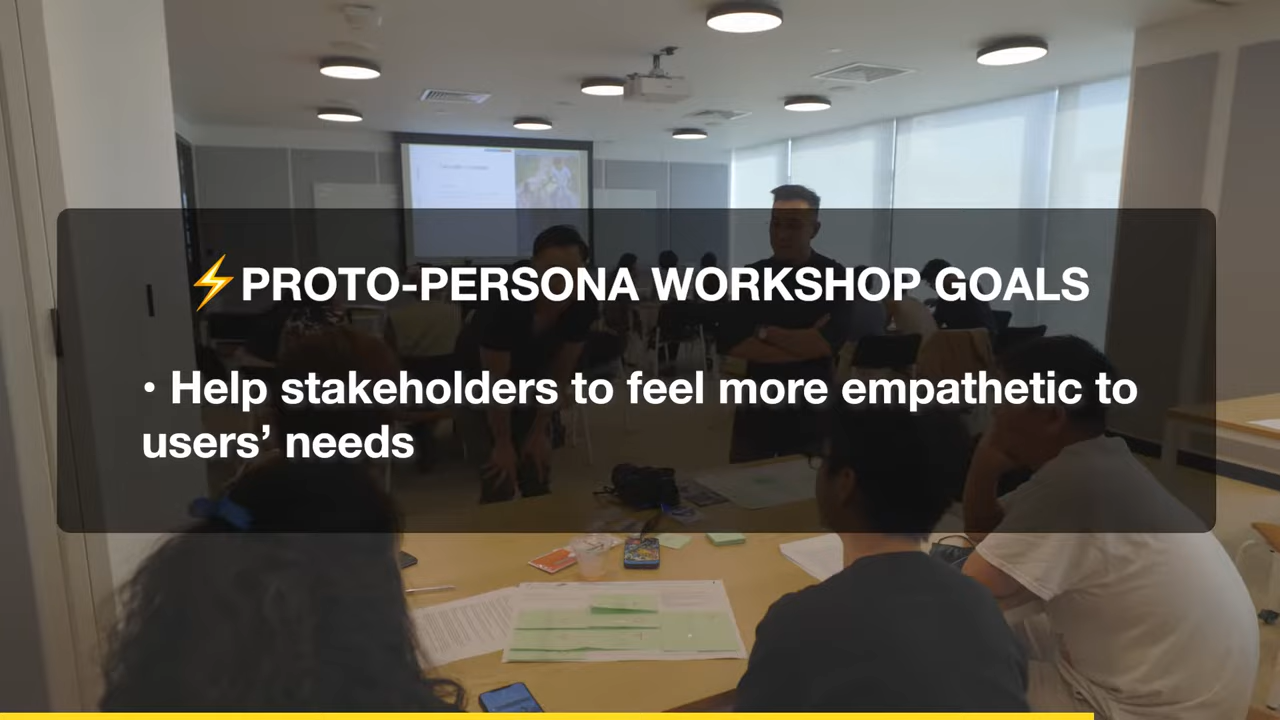 ⚡PROTO-PERSONA WORKSHOP GOALS
• Help stakeholders to feel more empathetic to
users’ needs